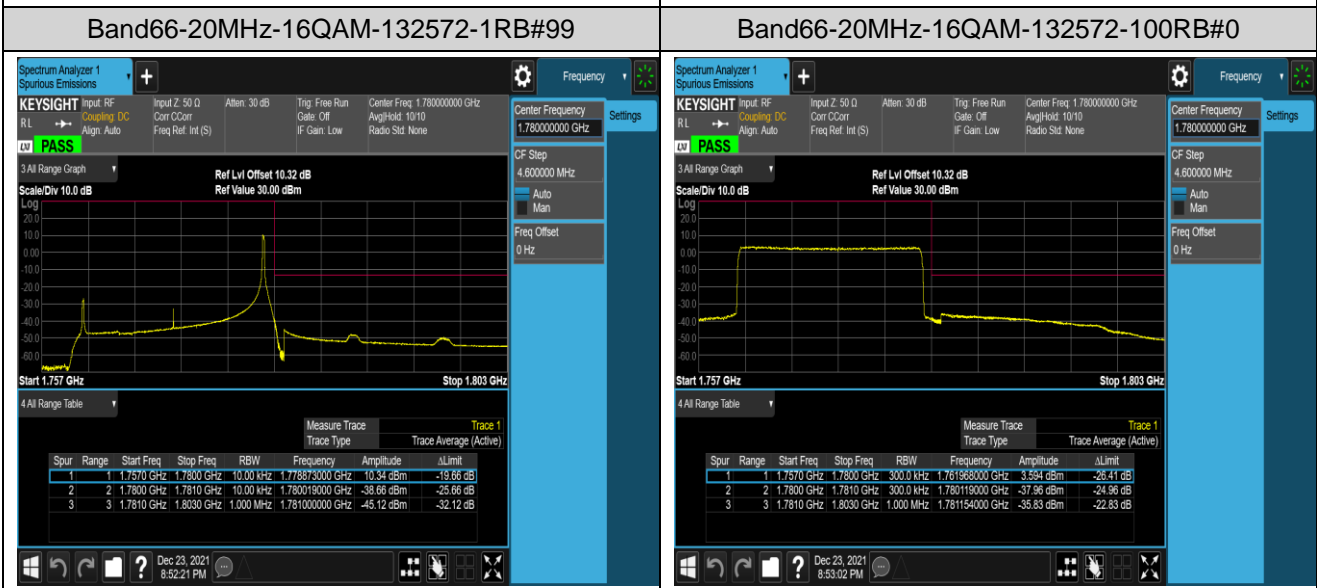 Band66-20MHz-16QAM-132572-1RB#99
Spectrum Analyzer 1
Spurious Emissions
+
Frequency
KEYSIGHT
Input: RF
Input Z: 50 Ω
Atten: 30 dB
Trig: Free Run
Center Freq: 1.780000000 GHz
RL
Coupling: DC
Corr CCorr
Gate: Off
Avg|Hold: 10/10
Align: Auto
Freq Ref: Int (S)
IF Gain: Low
Radio Std: None
LXI
PASS
Center Frequency
1.780000000 GHz
Settings
CF Step
4.600000 MHz
Auto
Man
Freq Offset
0 Hz
3 All Range Graph
Ref Lvl Offset 10.32 dB
Scale/Div 10.0 dB
Ref Value 30.00 dBm
Log
20.0
10.0
0.00
-10.0
-20.0
-30.0
-40.0
-50.0
-60.0
Start 1.757 GHz
Stop 1.803 GHz
4 All Range Table
Measure Trace Trace 1
Trace Type Trace Average (Active)
Spur Range Start Freq Stop Freq RBW Frequency Amplitude ∆Limit
1 1 1.7570 GHz 1.7800 GHz 10.00 kHz 1.778873000 GHz 10.34 dBm -19.66 dB
2 2 1.7800 GHz 1.7810 GHz 10.00 kHz 1.780019000 GHz -38.66 dBm -25.66 dB
3 3 1.7810 GHz 1.8030 GHz 1.000 MHz 1.781000000 GHz -45.12 dBm -32.12 dB
?
Dec 23, 2021
8:52:21 PM
Band66-20MHz-16QAM-132572-100RB#0
Spectrum Analyzer 1
Spurious Emissions
+
Frequency
KEYSIGHT
Input: RF
Input Z: 50 Ω
Atten: 30 dB
Trig: Free Run
Center Freq: 1.780000000 GHz
RL
Coupling: DC
Corr CCorr
Gate: Off
Avg|Hold: 10/10
Align: Auto
Freq Ref: Int (S)
IF Gain: Low
Radio Std: None
LXI
PASS
Center Frequency
1.780000000 GHz
Settings
CF Step
4.600000 MHz
Auto
Man
Freq Offset
0 Hz
3 All Range Graph
Ref Lvl Offset 10.32 dB
Scale/Div 10.0 dB
Ref Value 30.00 dBm
Log
20.0
10.0
0.00
-10.0
-20.0
-30.0
-40.0
-50.0
-60.0
Start 1.757 GHz
Stop 1.803 GHz
4 All Range Table
Measure Trace Trace 1
Trace Type Trace Average (Active)
Spur Range Start Freq Stop Freq RBW Frequency Amplitude ∆Limit
1 1 1.7570 GHz 1.7800 GHz 300.0 kHz 1.761968000 GHz 3.594 dBm -26.41 dB
2 2 1.7800 GHz 1.7810 GHz 300.0 kHz 1.780119000 GHz -37.96 dBm -24.96 dB
3 3 1.7810 GHz 1.8030 GHz 1.000 MHz 1.781154000 GHz -35.83 dBm -22.83 dB
?
Dec 23, 2021
8:53:02 PM